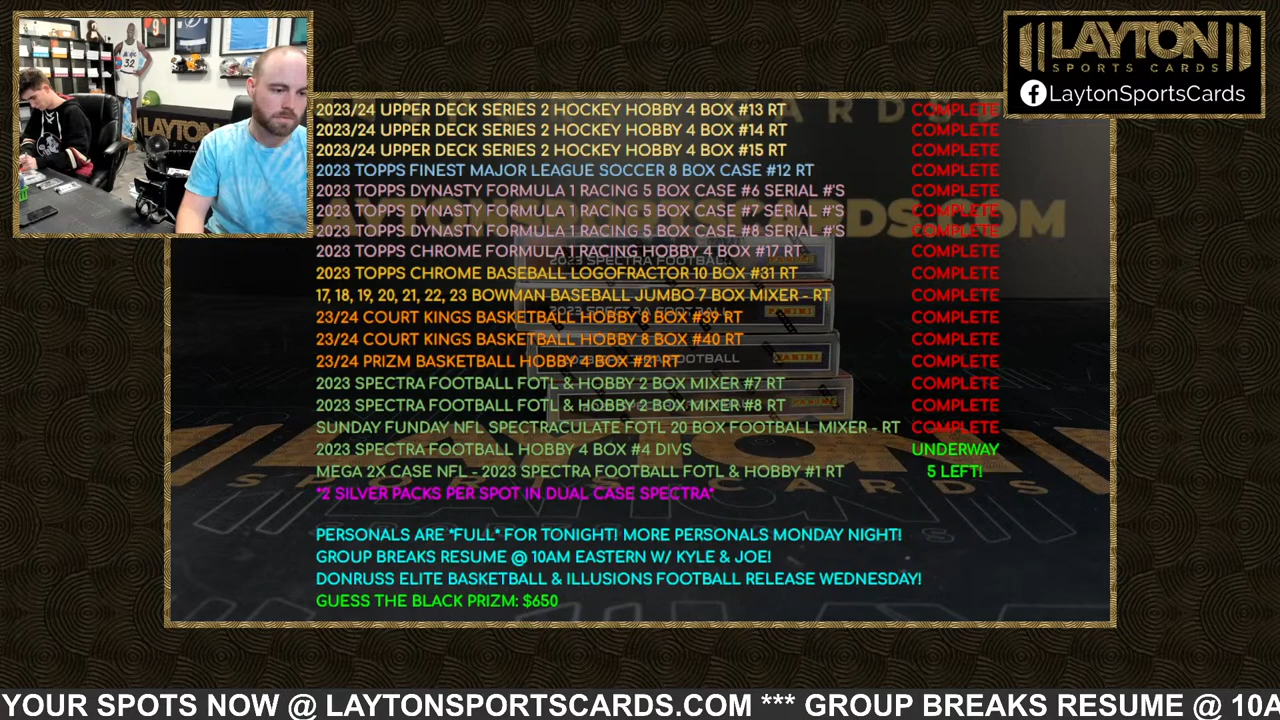 LAYTON
SPORTS CARDS
LaytonSportsCards
32
LAYTON
2023/24 UPPER DECK SERIES 2 HOCKEY HOBBY 4 BOX #13 RT COMPLETE
2023/24 UPPER DECK SERIES 2 HOCKEY HOBBY 4 BOX #14 RT COMPLETE
2023/24 UPPER DECK SERIES 2 HOCKEY HOBBY 4 BOX #15 RT COMPLETE
2023 TOPPS FINEST MAJOR LEAGUE SOCCER 8 BOX CASE #12 RT COMPLETE
2023 TOPPS DYNASTY FORMULA 1 RACING 5 BOX CASE #6 SERIAL #'S COMPLETE
2023 TOPPS DYNASTY FORMULA 1 RACING 5 BOX CASE #7 SERIAL #'S COMPLETE
2023 TOPPS DYNASTY FORMULA 1 RACING 5 BOX CASE #8 SERIAL #'S COMPLETE
2023 TOPPS CHROME FORMULA 1 RACING HOBBY 4 BOX #17 RT COMPLETE
2023 TOPPS CHROME BASEBALL LOGOFRACTOR 10 BOX #31 RT COMPLETE
17, 18, 19, 20, 21, 22, 23 BOWMAN BASEBALL JUMBO 7 BOX MIXER - RT COMPLETE
23/24 COURT KINGS BASKETBALL HOBBY 8 BOX #39 RT COMPLETE
23/24 COURT KINGS BASKETBALL HOBBY 8 BOX #40 RT COMPLETE
23/24 PRIZM BASKETBALL HOBBY 4 BOX #21 RT COMPLETE
2023 SPECTRA FOOTBALL FOTL & HOBBY 2 BOX MIXER #7 RT COMPLETE
2023 SPECTRA FOOTBALL FOTL & HOBBY 2 BOX MIXER #8 RT COMPLETE
SUNDAY FUNDAY NFL SPECTRACULATE FOTL 20 BOX FOOTBALL MIXER - RT COMPLETE
2023 SPECTRA FOOTBALL HOBBY 4 BOX #4 DIVS UNDERWAY
MEGA 2X CASE NFL - 2023 SPECTRA FOOTBALL FOTL & HOBBY #1 RT 5 LEFT!
*2 SILVER PACKS PER SPOT IN DUAL CASE SPECTRA*
PERSONALS ARE *FULL* FOR TONIGHT! MORE PERSONALS MONDAY NIGHT!
GROUP BREAKS RESUME @ 10AM EASTERN W/ KYLE & JOE!
DONRUSS ELITE BASKETBALL & ILLUSIONS FOOTBALL RELEASE WEDNESDAY!
GUESS THE BLACK PRIZM: $650
YOUR SPOTS NOW @ LAYTONSPORTSCARDS.COM *** GROUP BREAKS RESUME @ 10A